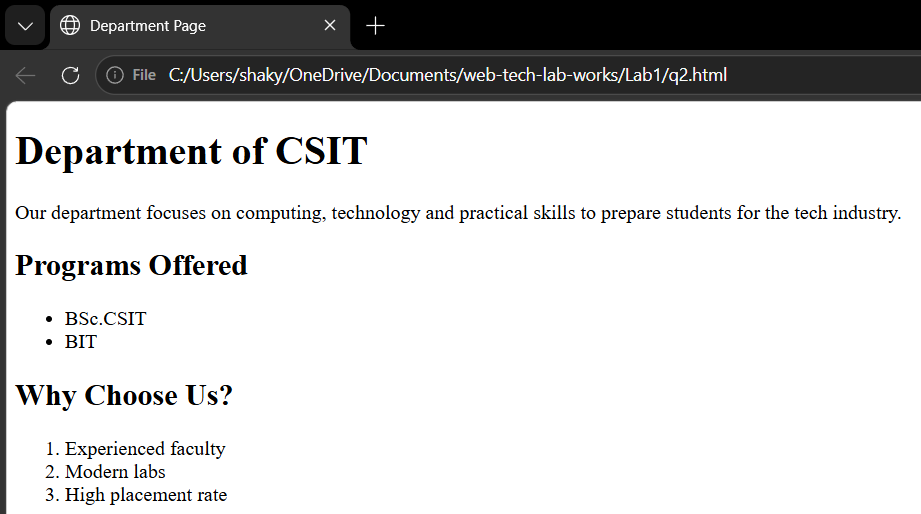 Department Page
File C:/Users/shaky/OneDrive/Documents/web-tech-lab-works/Lab1/q2.html
Department of CSIT
Our department focuses on computing, technology and practical skills to prepare students for the tech industry.
Programs Offered
• BSc.CSIT
• BIT
Why Choose Us?
1. Experienced faculty
2. Modern labs
3. High placement rate